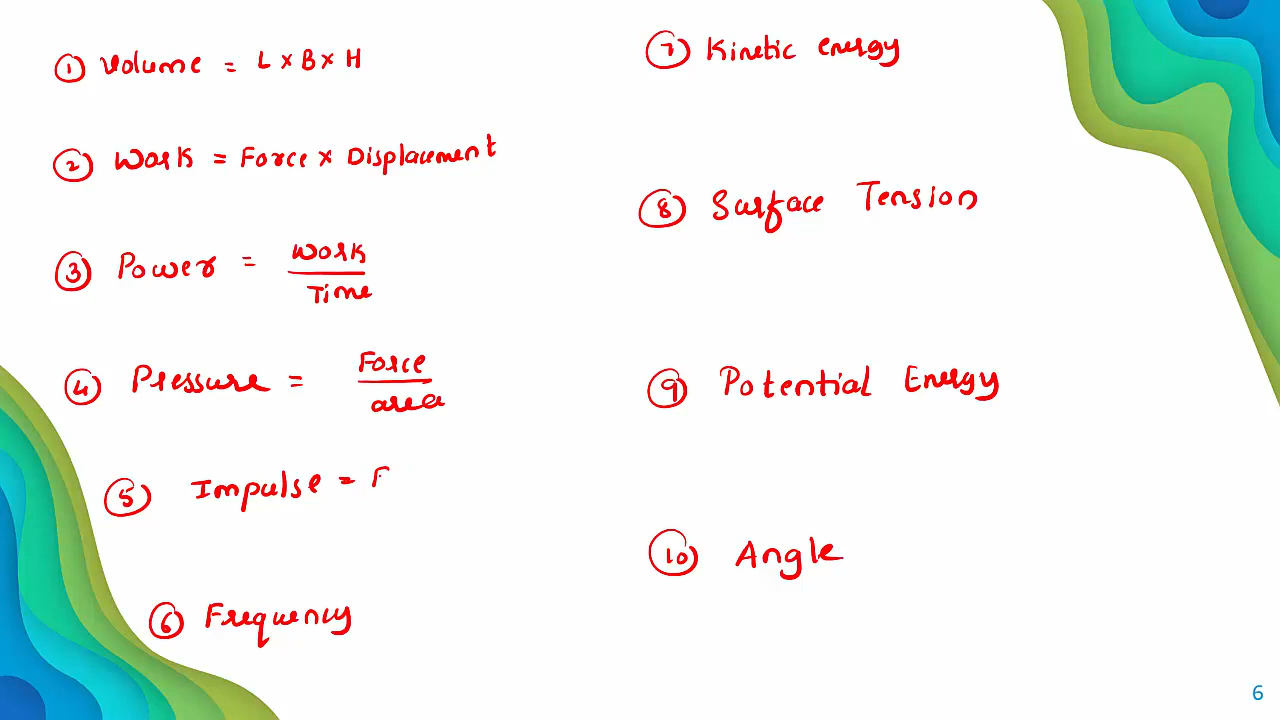 ① Volume = L × B × H
② Work = Force × Displacement
③ Power = Work / Time
④ Pressure = Force / area
⑤ Impulse = F
⑥ Frequency
⑦ Kinetic energy
⑧ Surface Tension
⑨ Potential Energy
⑩ Angle
6